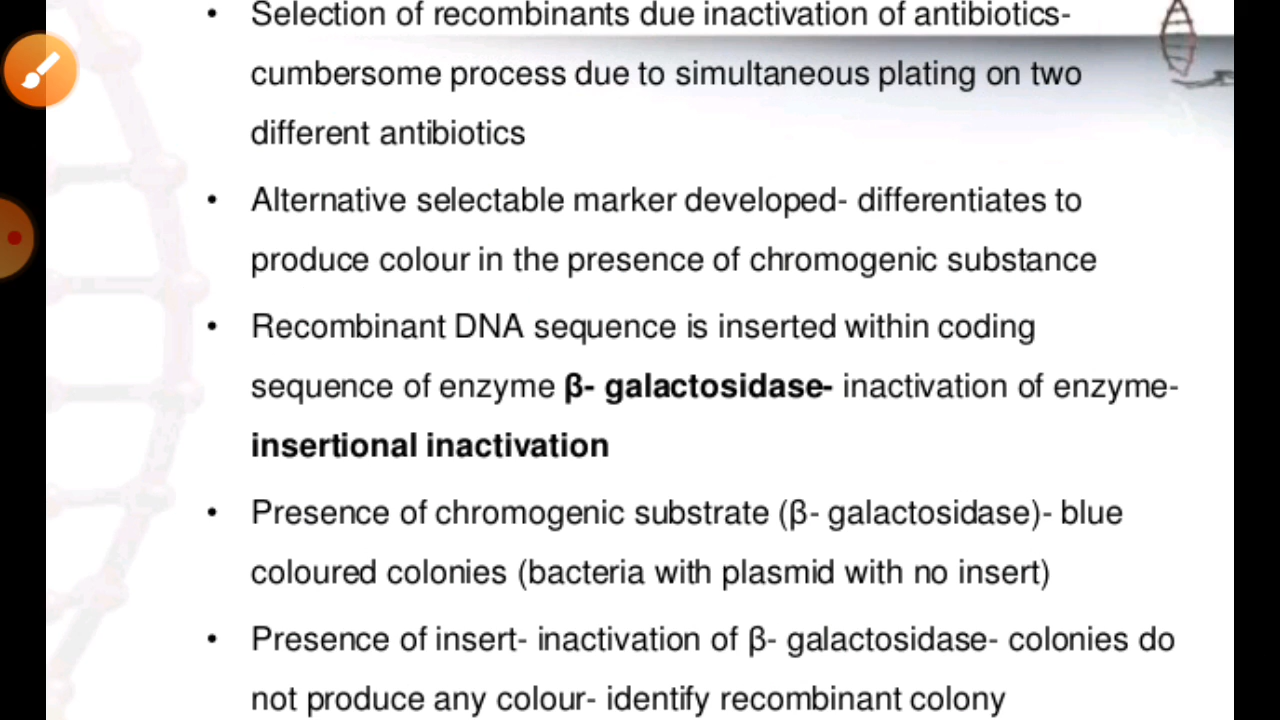 • Selection of recombinants due inactivation of antibiotics-
cumbersome process due to simultaneous plating on two
different antibiotics
• Alternative selectable marker developed- differentiates to
produce colour in the presence of chromogenic substance
• Recombinant DNA sequence is inserted within coding
sequence of enzyme β- galactosidase- inactivation of enzyme-
insertional inactivation
• Presence of chromogenic substrate (β- galactosidase)- blue
coloured colonies (bacteria with plasmid with no insert)
• Presence of insert- inactivation of β- galactosidase- colonies do
not produce any colour- identify recombinant colony